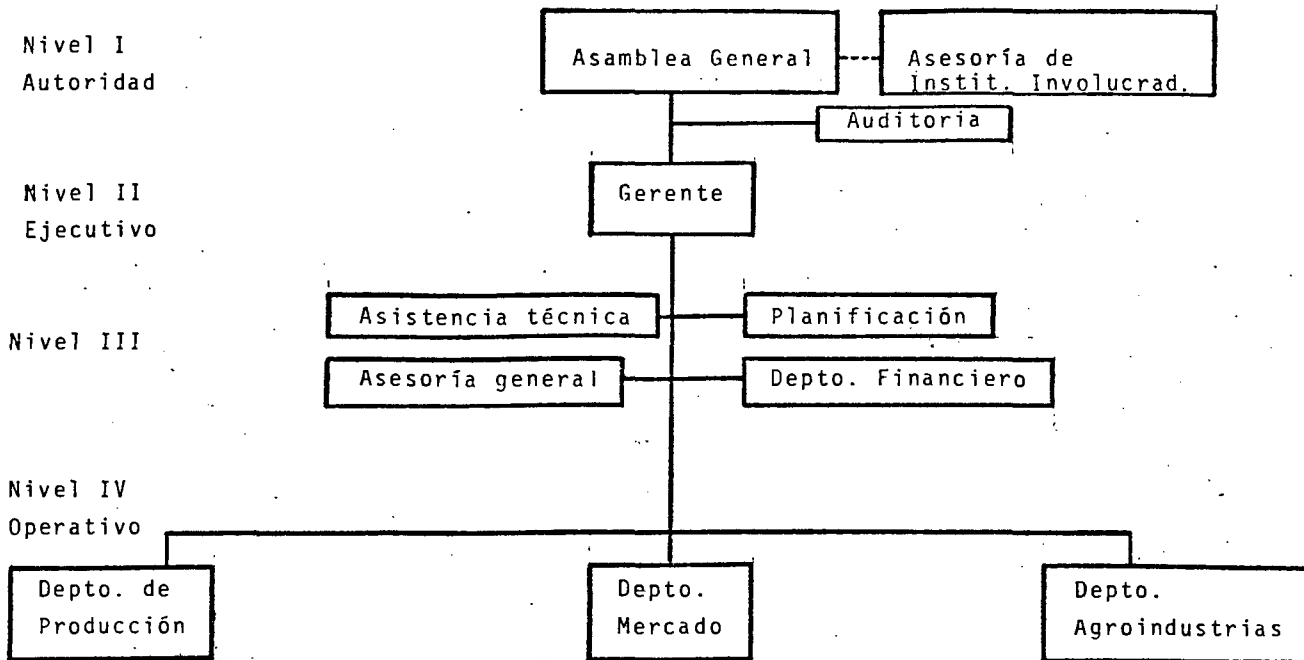 Nivel I
Autoridad
Asamblea General
Asesoría de
Instit. Involucrad.
Auditoria
Nivel II
Ejecutivo
Gerente
Nivel III
Asistencia técnica
Planificación
Asesoría general
Depto. Financiero
Nivel IV
Operativo
Depto. de
Producción
Depto.
Mercado
Depto.
Agroindustrias